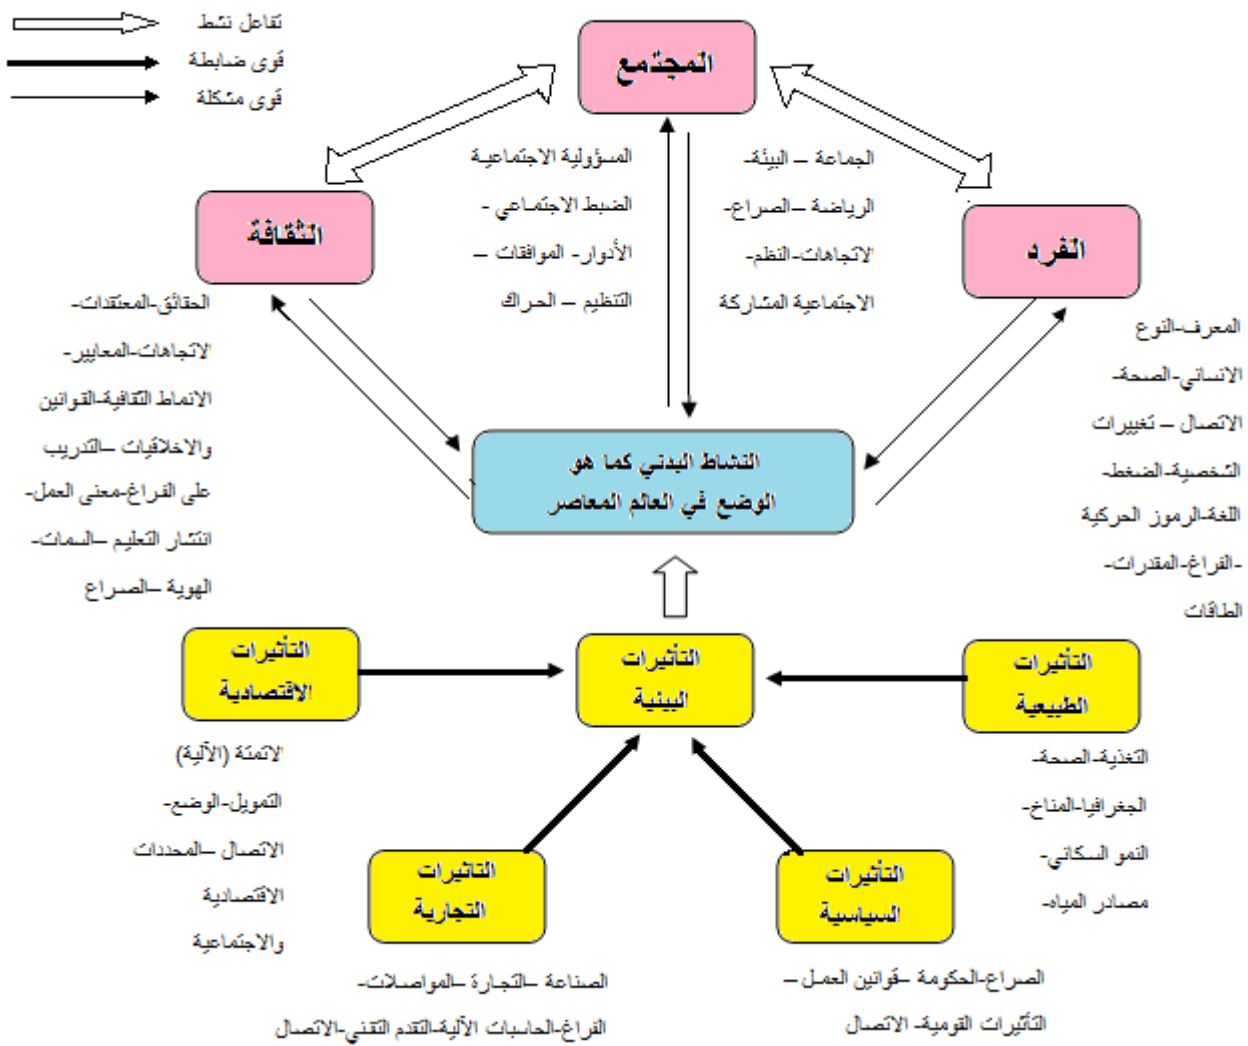 تفاعل نشط
قوى ضابطة
قوى مشكلة
المجتمع
المسؤولية الاجتماعية
الضبط الاجتماعي -
الأدوار- الموافقات –
التنظيم – الحراك
الجماعة – البيئة-
الرياضة –الصراع-
الاتجاهات-النظم-
الاجتماعية المشاركة
الثقافة
الفرد
الحقائق-المعتقدات-
الاتجاهات-المعايير-
الانماط الثقافية-القوانين
والاخلاقيات –التدريب
على الفراغ-معنى العمل-
انتشار التعليم –السمات-
الهوية –الصراع
المعرف-النوع
الانساني-الصحة-
الاتصال – تغييرات
الشخصية-الضغط-
اللغة-الرموز الحركية
-الفراغ-المقدرات-
الطاقات
النشاط البدني كما هو
الوضع في العالم المعاصر
التأثيرات
الاقتصادية
التأثيرات
البينية
التأثيرات
الطبيعية
الاتمتة (الآلية)
التمويل-الوضع-
الاتصال –المحددات
الاقتصادية
والاجتماعية
التغذية-الصحة-
الجغرافيا-المناخ-
النمو السكاني-
مصادر المياه-
التاثيرات
التجارية
التأثيرات
السياسية
الصناعة –التجارة –المواصلات-
الفراغ-الحاسبات الآلية-التقدم التقني-الاتصال
الصراع-الحكومة –قوانين العمل –
التأثيرات القومية- الاتصال